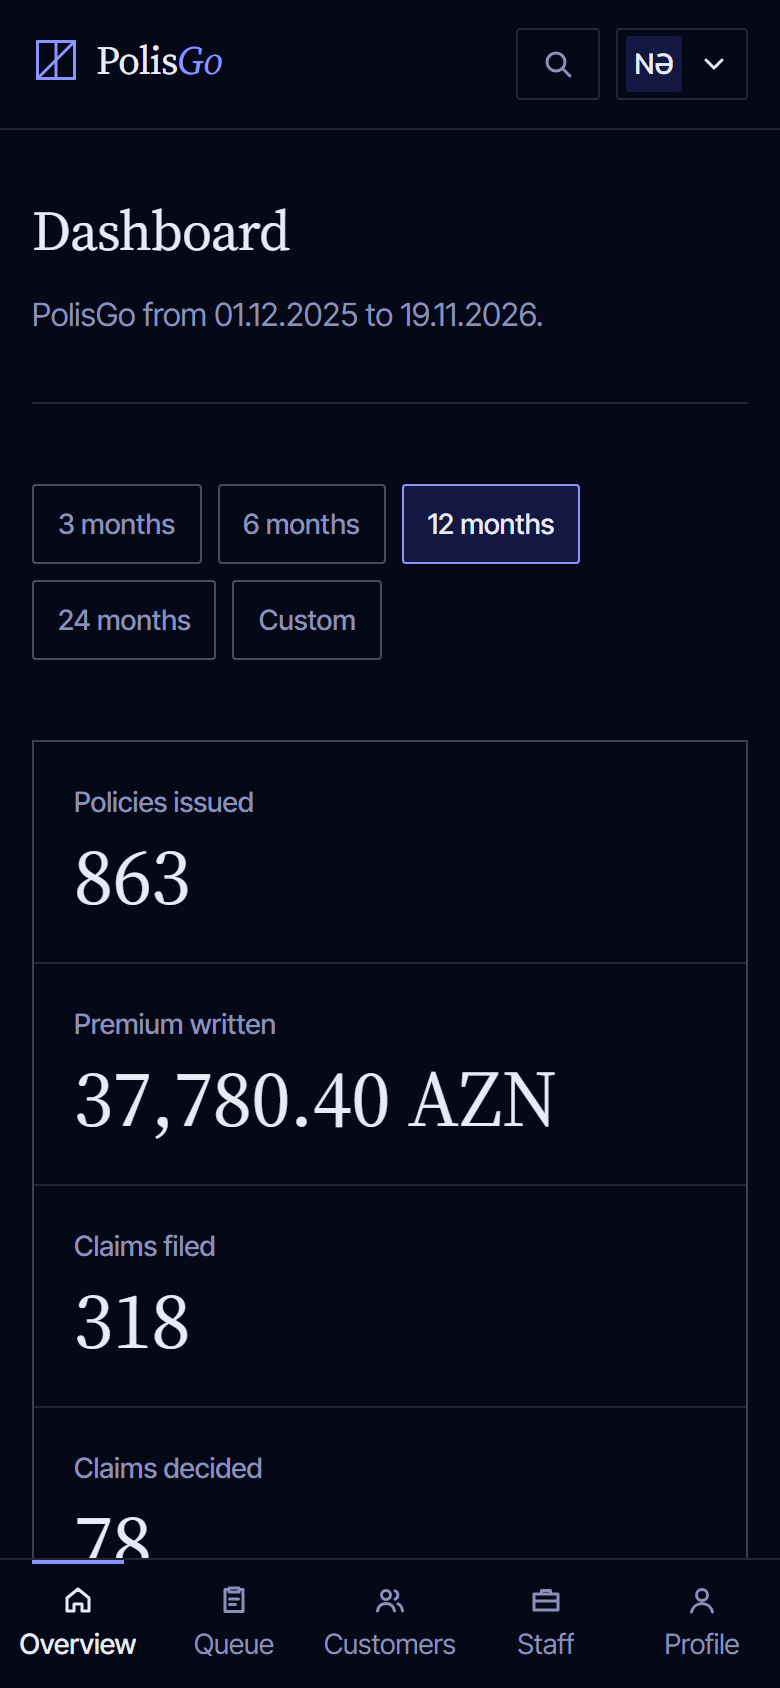 PolisGo
NƏ
Dashboard
PolisGo from 01.12.2025 to 19.11.2026.
3 months
6 months
12 months
24 months
Custom
Policies issued
863
Premium written
37,780.40 AZN
Claims filed
318
Claims decided
78
Overview
Queue
Customers
Staff
Profile